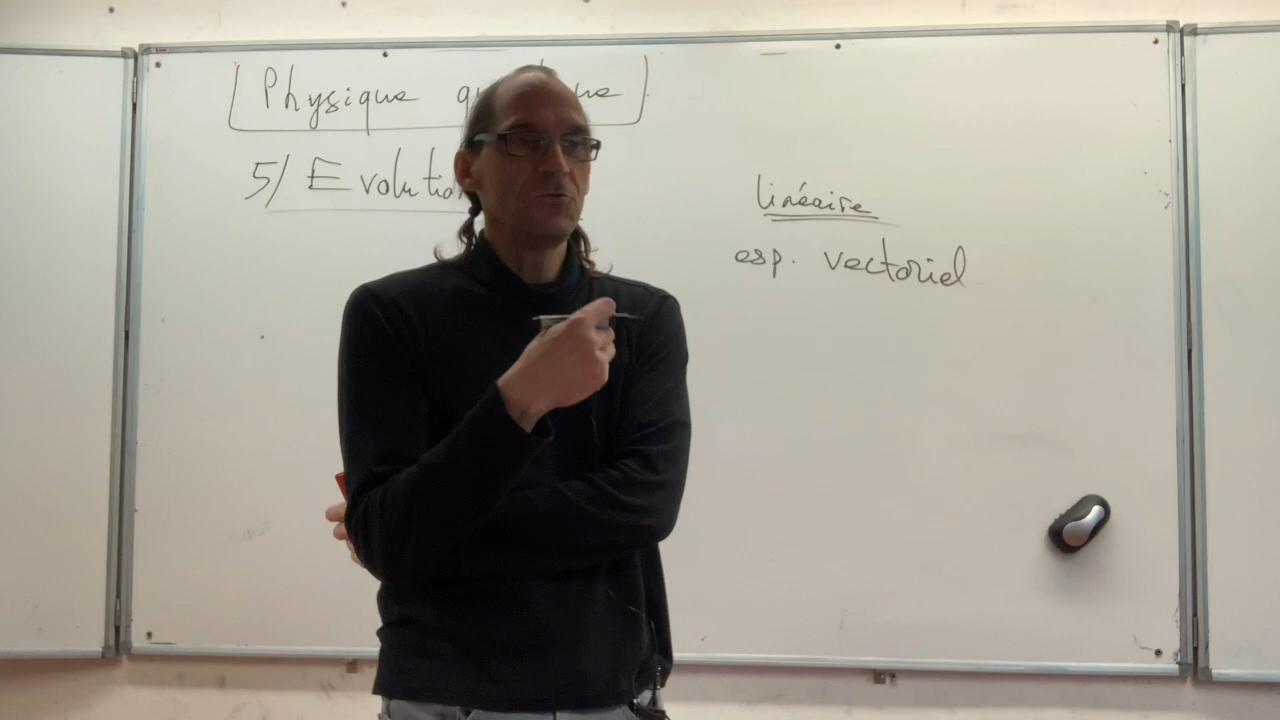 Physique
5/ Evolutio
linéaire
esp. vectoriel